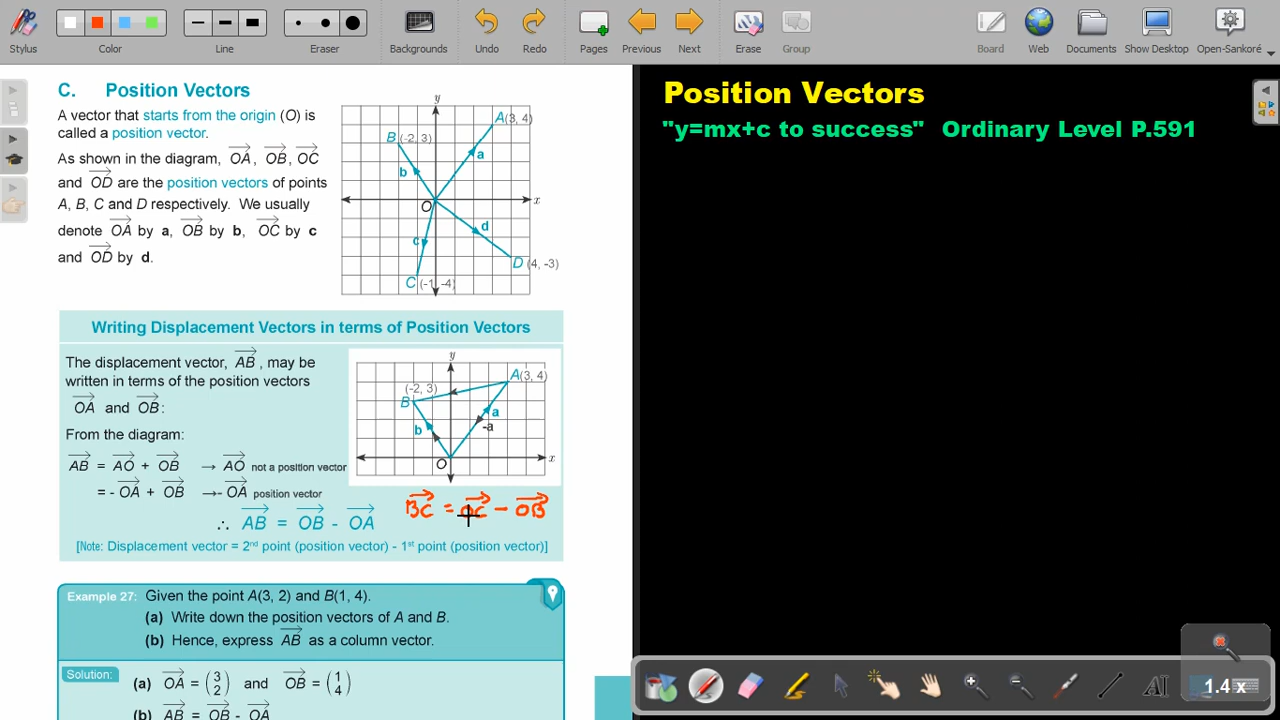 Stylus Color Line Eraser Backgrounds Undo Redo Pages Previous Next Erase Group Board Web Documents Show Desktop Open-Sankoré
C. Position Vectors
A vector that starts from the origin (O) is
called a position vector.
As shown in the diagram, OA, OB, OC
and OD are the position vectors of points
A, B, C and D respectively. We usually
denote OA by a, OB by b, OC by c
and OD by d.
y
A(3, 4)
B(-2, 3)
a
b
x
O
c
d
D(4, -3)
C(-1, -4)
Writing Displacement Vectors in terms of Position Vectors
The displacement vector, AB, may be
written in terms of the position vectors
OA and OB:
From the diagram:
AB = AO + OB → AO not a position vector
= - OA + OB →- OA position vector
∴ AB = OB - OA
[Note: Displacement vector = 2nd point (position vector) - 1st point (position vector)]
y
A(3, 4)
(-2, 3)
B
a
-a
b
O
x
BC = OC - OB
Example 27: Given the point A(3, 2) and B(1, 4).
(a) Write down the position vectors of A and B.
(b) Hence, express AB as a column vector.
Solution:
(a) OA = (3 2) and OB = (1 4)
(b) AB = OB - OA
Position Vectors
"y=mx+c to success" Ordinary Level P.591
1.4 x